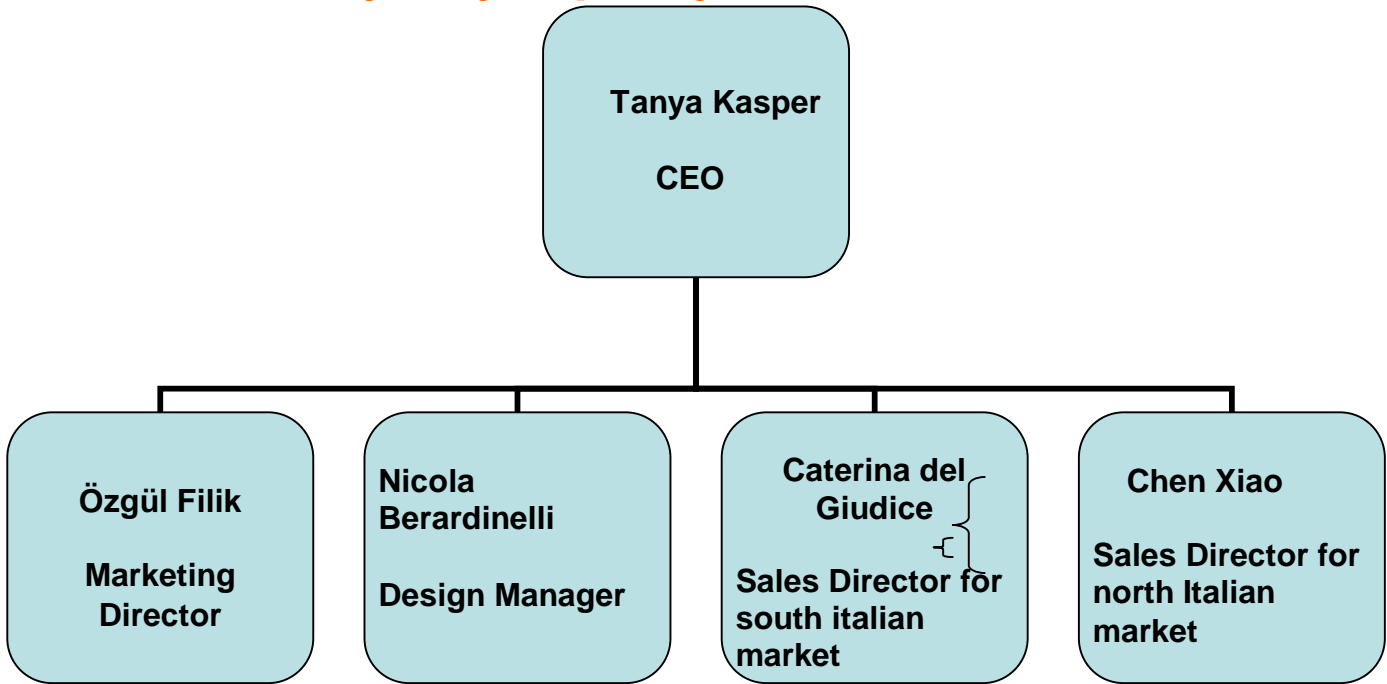 Tanya Kasper
CEO
Özgül Filik
Marketing
Director
Nicola
Berardinelli
Design Manager
Caterina del
Giudice
Sales Director for
south italian
market
Chen Xiao
Sales Director for
north Italian
market